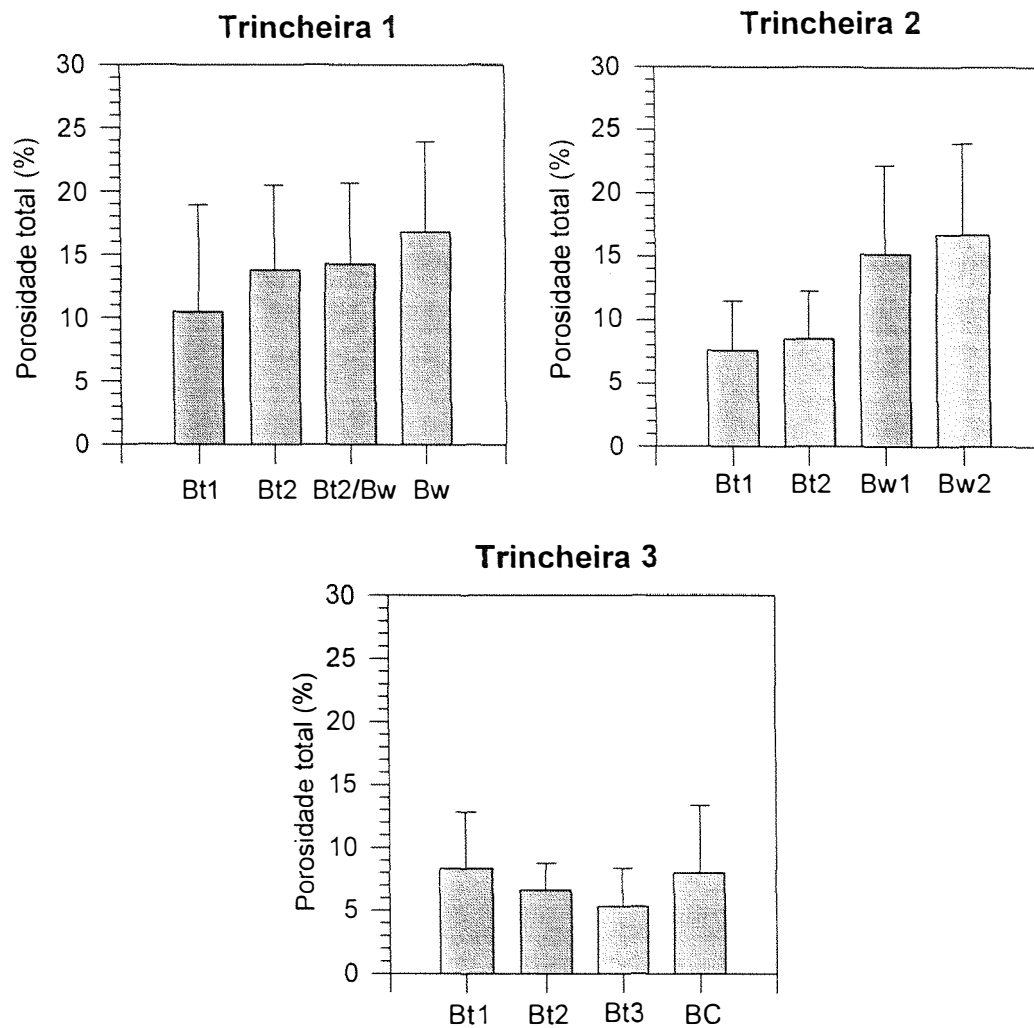 Trincheira 1
30
25
20
15
10
5
0
Porosidade total (%)
Bt1 Bt2 Bt2/Bw Bw
Trincheira 2
30
25
20
15
10
5
0
Porosidade total (%)
Bt1 Bt2 Bw1 Bw2
Trincheira 3
30
25
20
15
10
5
0
Porosidade total (%)
Bt1 Bt2 Bt3 BC